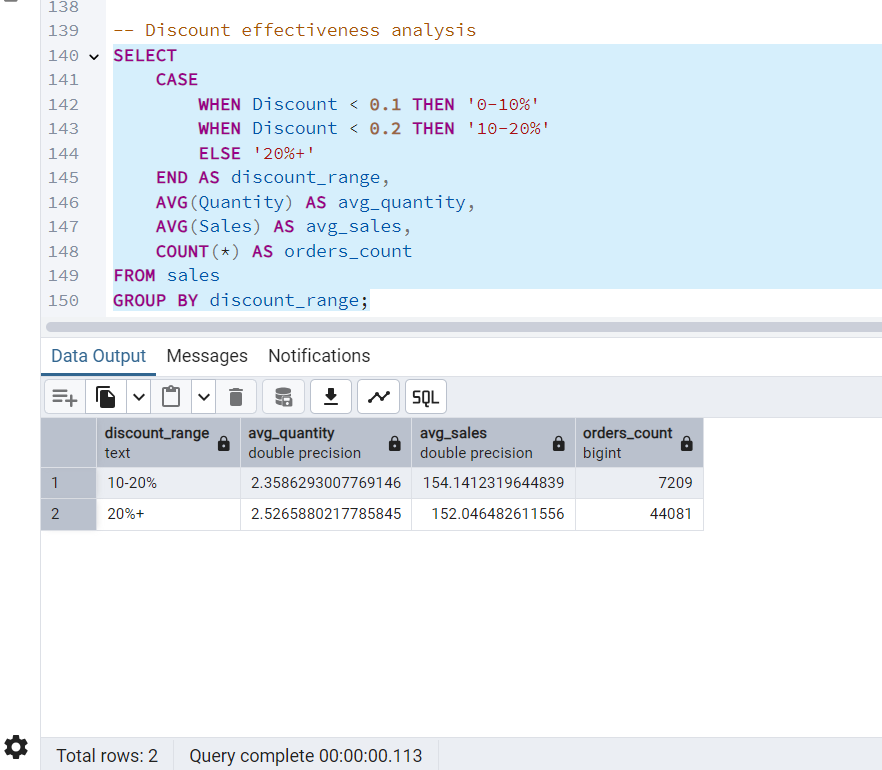 138
139 -- Discount effectiveness analysis
140 SELECT
141 CASE
142 WHEN Discount < 0.1 THEN '0-10%'
143 WHEN Discount < 0.2 THEN '10-20%'
144 ELSE '20%+'
145 END AS discount_range,
146 AVG(Quantity) AS avg_quantity,
147 AVG(Sales) AS avg_sales,
148 COUNT(*) AS orders_count
149 FROM sales
150 GROUP BY discount_range;
Data Output Messages Notifications
SQL
discount_range avg_quantity avg_sales orders_count
text double precision double precision bigint
1 10-20% 2.3586293007769146 154.1412319644839 7209
2 20%+ 2.5265880217785845 152.046482611556 44081
Total rows: 2 Query complete 00:00:00.113